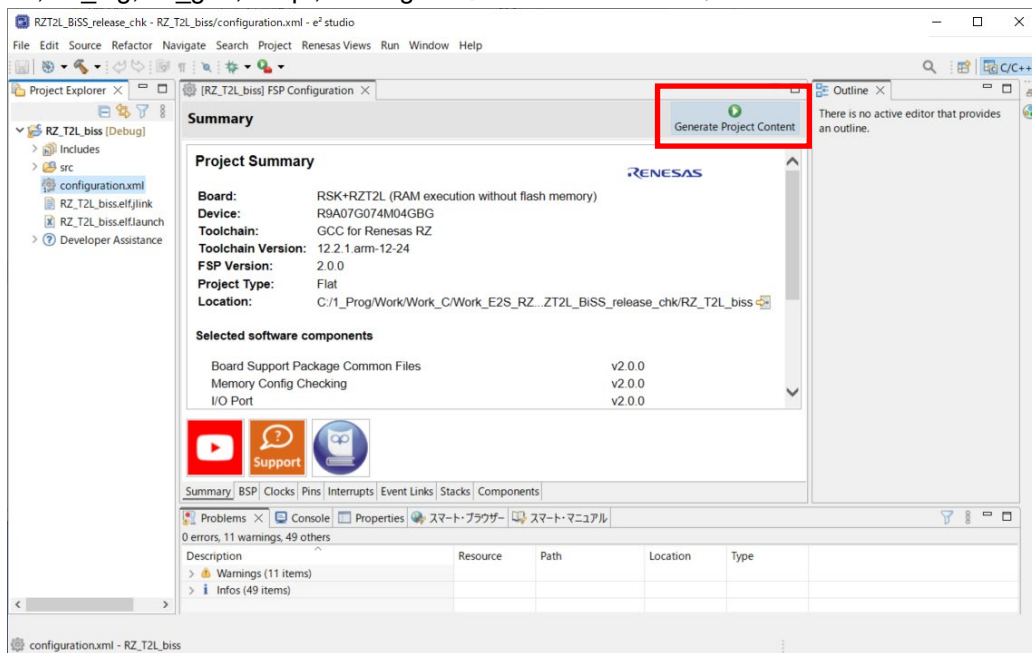 RZT2L_BiSS_release_chk - RZ_T2L_biss/configuration.xml - e² studio
File Edit Source Refactor Navigate Search Project Renesas Views Run Window Help
C/C++
Project Explorer
RZ_T2L_biss [Debug]
Includes
src
configuration.xml
RZ_T2L_biss.elf.jlink
RZ_T2L_biss.elf.launch
Developer Assistance
[RZ_T2L_biss] FSP Configuration
Summary
Generate Project Content
Project Summary
RENESAS
Board: RSK+RZT2L (RAM execution without flash memory)
Device: R9A07G074M04GBG
Toolchain: GCC for Renesas RZ
Toolchain Version: 12.2.1.arm-12-24
FSP Version: 2.0.0
Project Type: Flat
Location: C:/1_Prog/Work/Work_C/Work_E2S_RZ...ZT2L_BiSS_release_chk/RZ_T2L_biss
Selected software components
Board Support Package Common Files v2.0.0
Memory Config Checking v2.0.0
I/O Port v2.0.0
Support
Summary BSP Clocks Pins Interrupts Event Links Stacks Components
Outline
There is no active editor that provides
an outline.
Problems Console Properties スマート・ブラウザー スマート・マニュアル
0 errors, 11 warnings, 49 others
Description Resource Path Location Type
Warnings (11 items)
Infos (49 items)
configuration.xml - RZ_T2L_biss